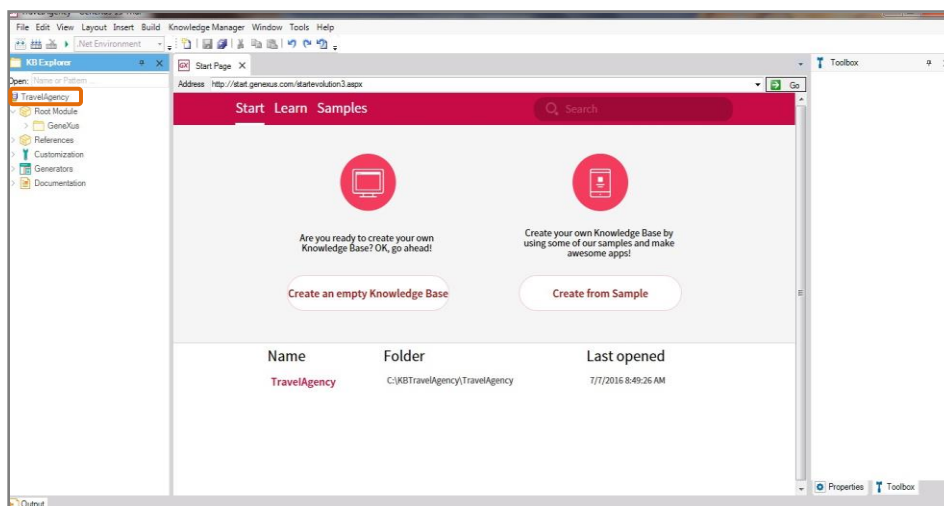 File Edit View Layout Insert Build Knowledge Manager Window Tools Help
.Net Environment
KB Explorer
Open: Name or Pattern ...
TravelAgency
Root Module
GeneXus
References
Customization
Generators
Documentation
Output
GX Start Page X
Address http://start.genexus.com/startevolution3.aspx Go
Start Learn Samples Search
Are you ready to create your own
Knowledge Base? OK, go ahead!
Create an empty Knowledge Base
Create your own Knowledge Base by
using some of our samples and make
awesome apps!
Create from Sample
Name Folder Last opened
TravelAgency C:\KBTravelAgency\TravelAgency 7/7/2016 8:49:26 AM
Toolbox
Properties Toolbox